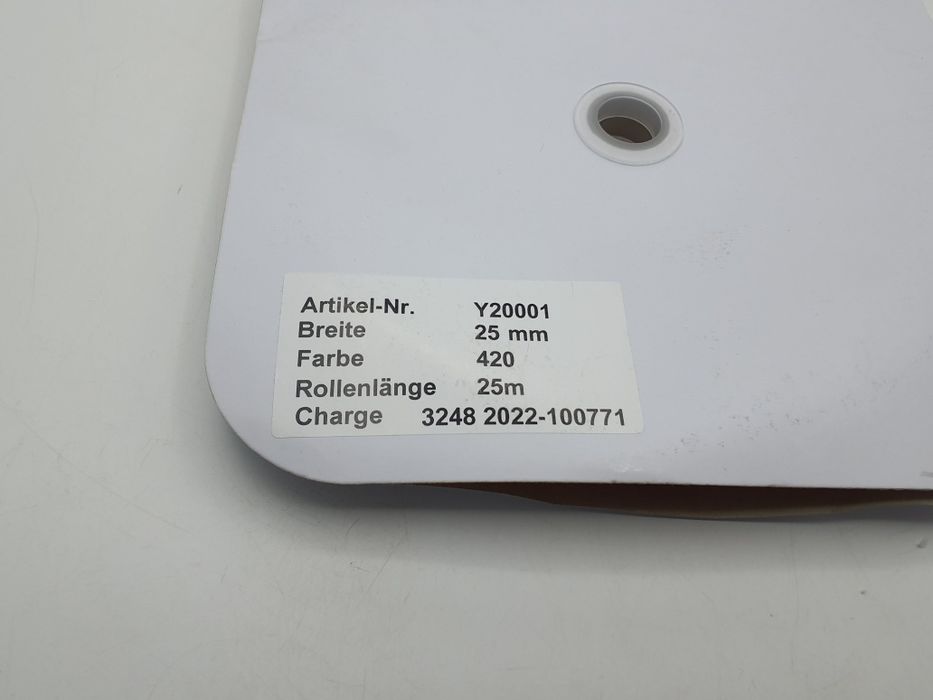 Artikel-Nr. Y20001
Breite 25 mm
Farbe 420
Rollenlänge 25m
Charge 3248 2022-100771